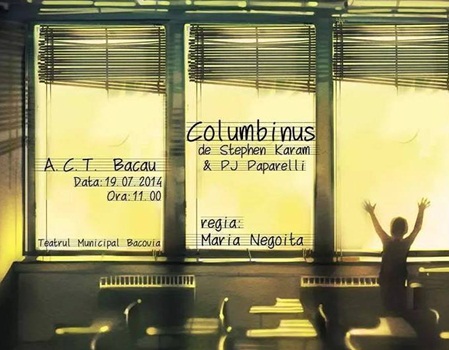 A.C.T. Bacau
Data: 19.07.2014
Ora: 11.00
Teatrul Municipal Bacovia
Columbinus
de Stephen Karam
& PJ Paparelli
regia:
Maria Negoita